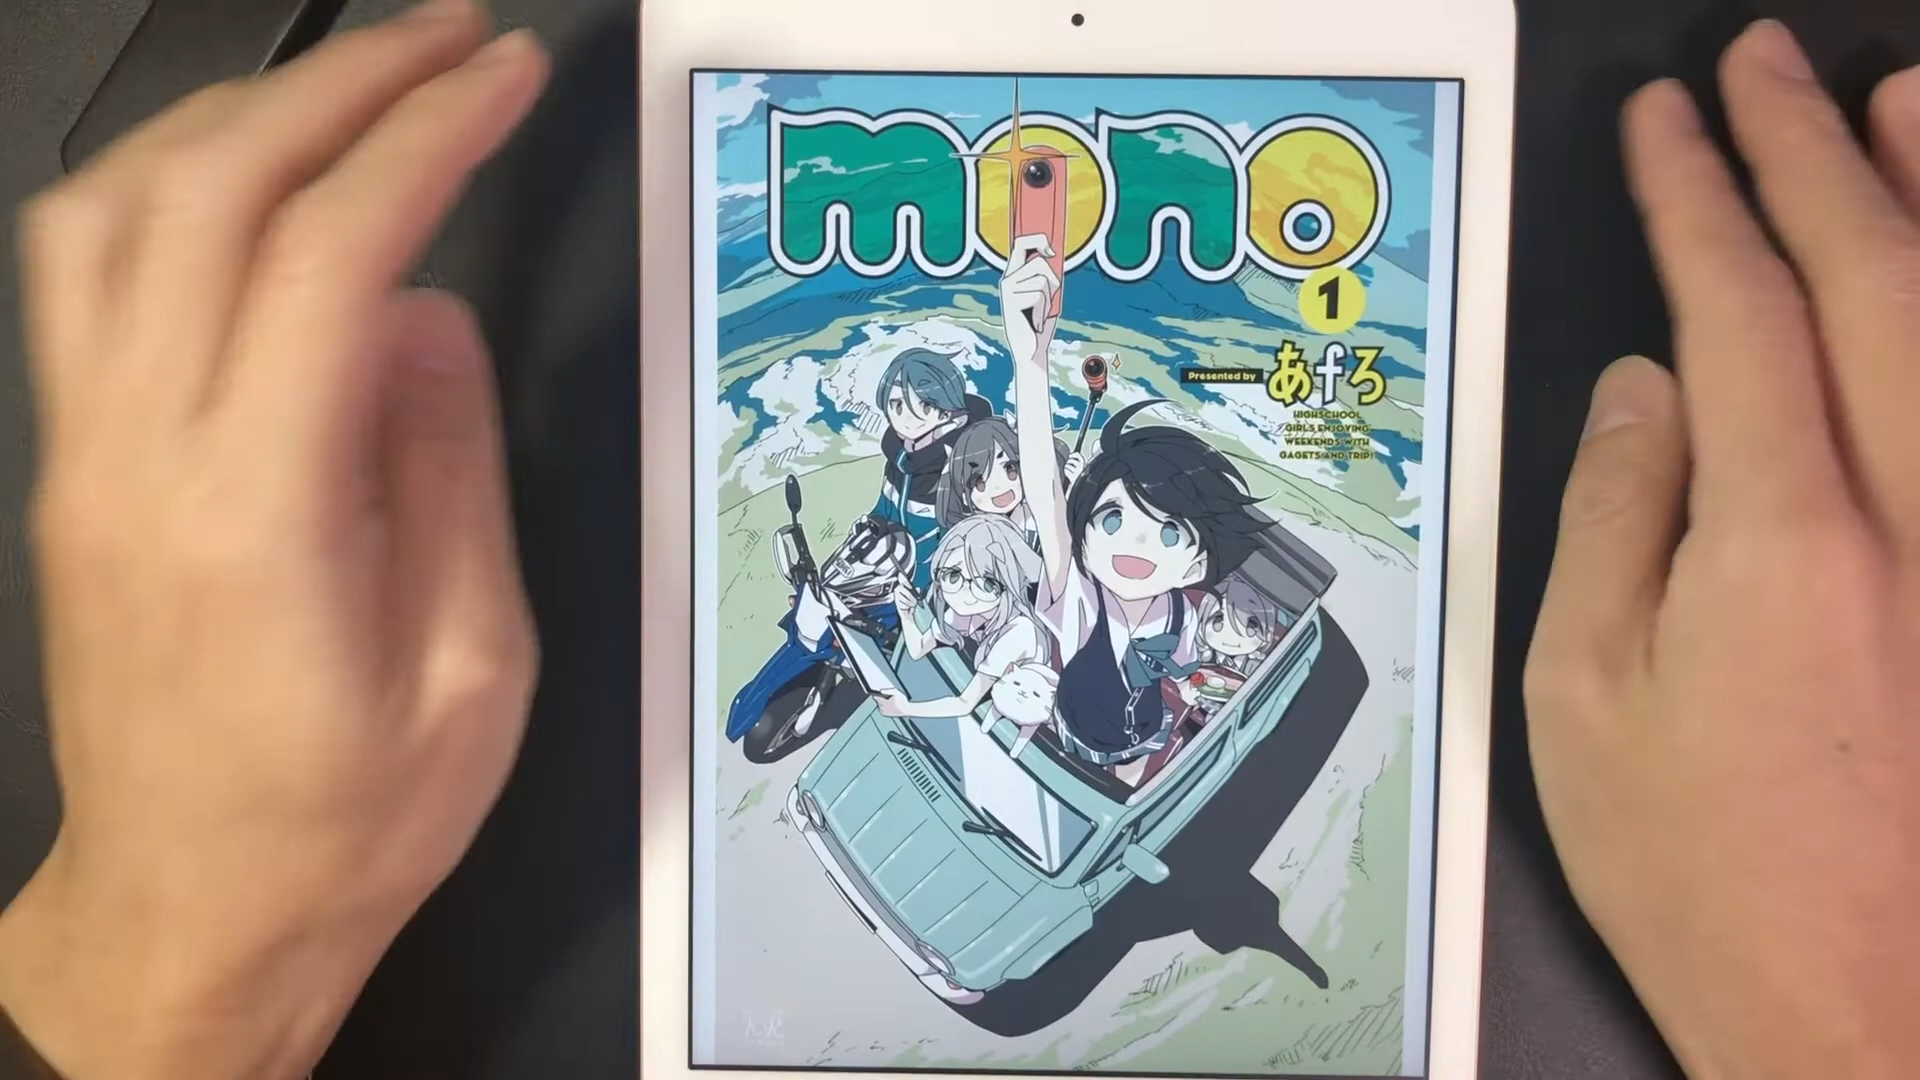 mono
1
Presented by あfろ
HIGHSCHOOL
GIRLS ENJOYING
WEEKENDS WITH
GAGETS AND TRIP!